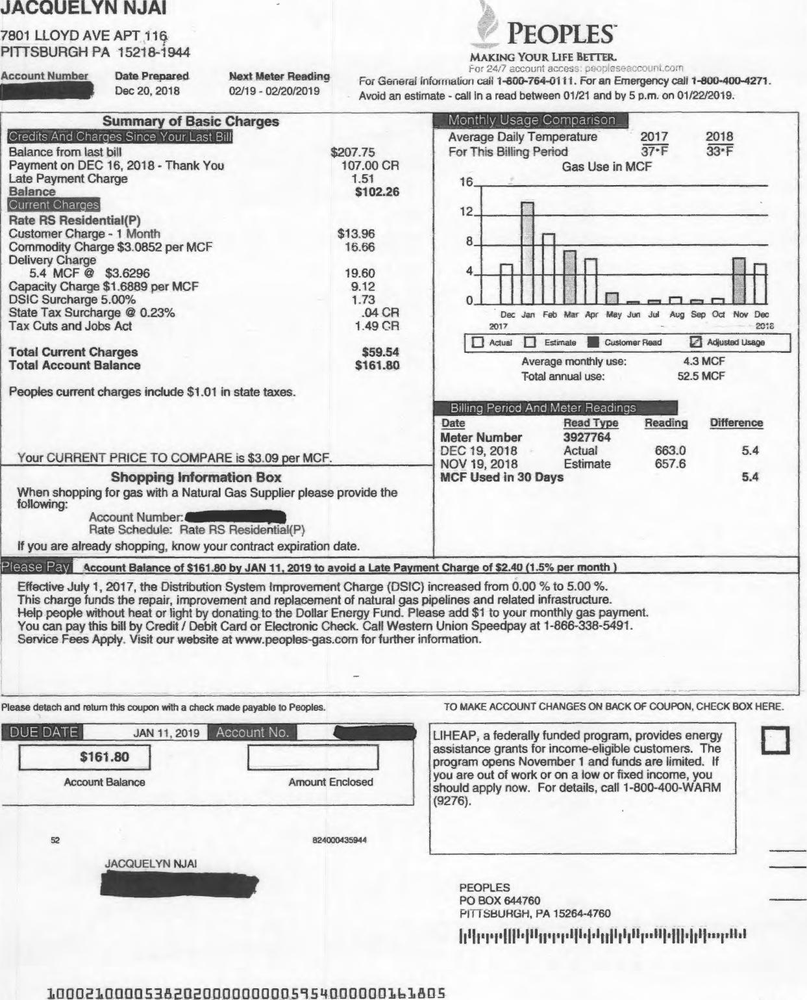 JACQUELYN NJAI
7801 LLOYD AVE APT 116
PITTSBURGH PA 15218-1944
PEOPLES
MAKING YOUR LIFE BETTER.
For 24/7 account access: peopleseaccount.com
Account Number Date Prepared Next Meter Reading
Dec 20, 2018 02/19 - 02/20/2019
For General information call 1-800-764-0111. For an Emergency call 1-800-400-4271.
Avoid an estimate - call in a read between 01/21 and by 5 p.m. on 01/22/2019.
Summary of Basic Charges
Credits And Charges Since Your Last Bill
Balance from last bill $207.75
Payment on DEC 16, 2018 - Thank You 107.00 CR
Late Payment Charge 1.51
Balance $102.26
Current Charges
Rate RS Residential(P)
Customer Charge - 1 Month $13.96
Commodity Charge $3.0852 per MCF 16.66
Delivery Charge
5.4 MCF @ $3.6296 19.60
Capacity Charge $1.6889 per MCF 9.12
DSIC Surcharge 5.00% 1.73
State Tax Surcharge @ 0.23% .04 CR
Tax Cuts and Jobs Act 1.49 CR
Total Current Charges $59.54
Total Account Balance $161.80
Peoples current charges include $1.01 in state taxes.
Your CURRENT PRICE TO COMPARE is $3.09 per MCF.
Shopping Information Box
When shopping for gas with a Natural Gas Supplier please provide the
following:
Account Number:
Rate Schedule: Rate RS Residential(P)
If you are already shopping, know your contract expiration date.
Monthly Usage Comparison
Average Daily Temperature 2017 2018
For This Billing Period 37°F 33°F
Gas Use in MCF
16
12
8
4
0
Dec Jan Feb Mar Apr May Jun Jul Aug Sep Oct Nov Dec
2017 2018
Actual Estimate Customer Read Adjusted Usage
Average monthly use: 4.3 MCF
Total annual use: 52.5 MCF
Billing Period And Meter Readings
Date Read Type Reading Difference
Meter Number 3927764
DEC 19, 2018 Actual 663.0 5.4
NOV 19, 2018 Estimate 657.6
MCF Used in 30 Days 5.4
Please Pay Account Balance of $161.80 by JAN 11, 2019 to avoid a Late Payment Charge of $2.40 (1.5% per month )
Effective July 1, 2017, the Distribution System Improvement Charge (DSIC) increased from 0.00 % to 5.00 %.
This charge funds the repair, improvement and replacement of natural gas pipelines and related infrastructure.
Help people without heat or light by donating to the Dollar Energy Fund. Please add $1 to your monthly gas payment.
You can pay this bill by Credit / Debit Card or Electronic Check. Call Western Union Speedpay at 1-866-338-5491.
Service Fees Apply. Visit our website at www.peoples-gas.com for further information.
Please detach and return this coupon with a check made payable to Peoples.
TO MAKE ACCOUNT CHANGES ON BACK OF COUPON, CHECK BOX HERE.
DUE DATE JAN 11, 2019 Account No.
$161.80
Account Balance Amount Enclosed
LIHEAP, a federally funded program, provides energy
assistance grants for income-eligible customers. The
program opens November 1 and funds are limited. If
you are out of work or on a low or fixed income, you
should apply now. For details, call 1-800-400-WARM
(9276).
52 824000435944
JACQUELYN NJAI
PEOPLES
PO BOX 644760
PITTSBURGH, PA 15264-4760